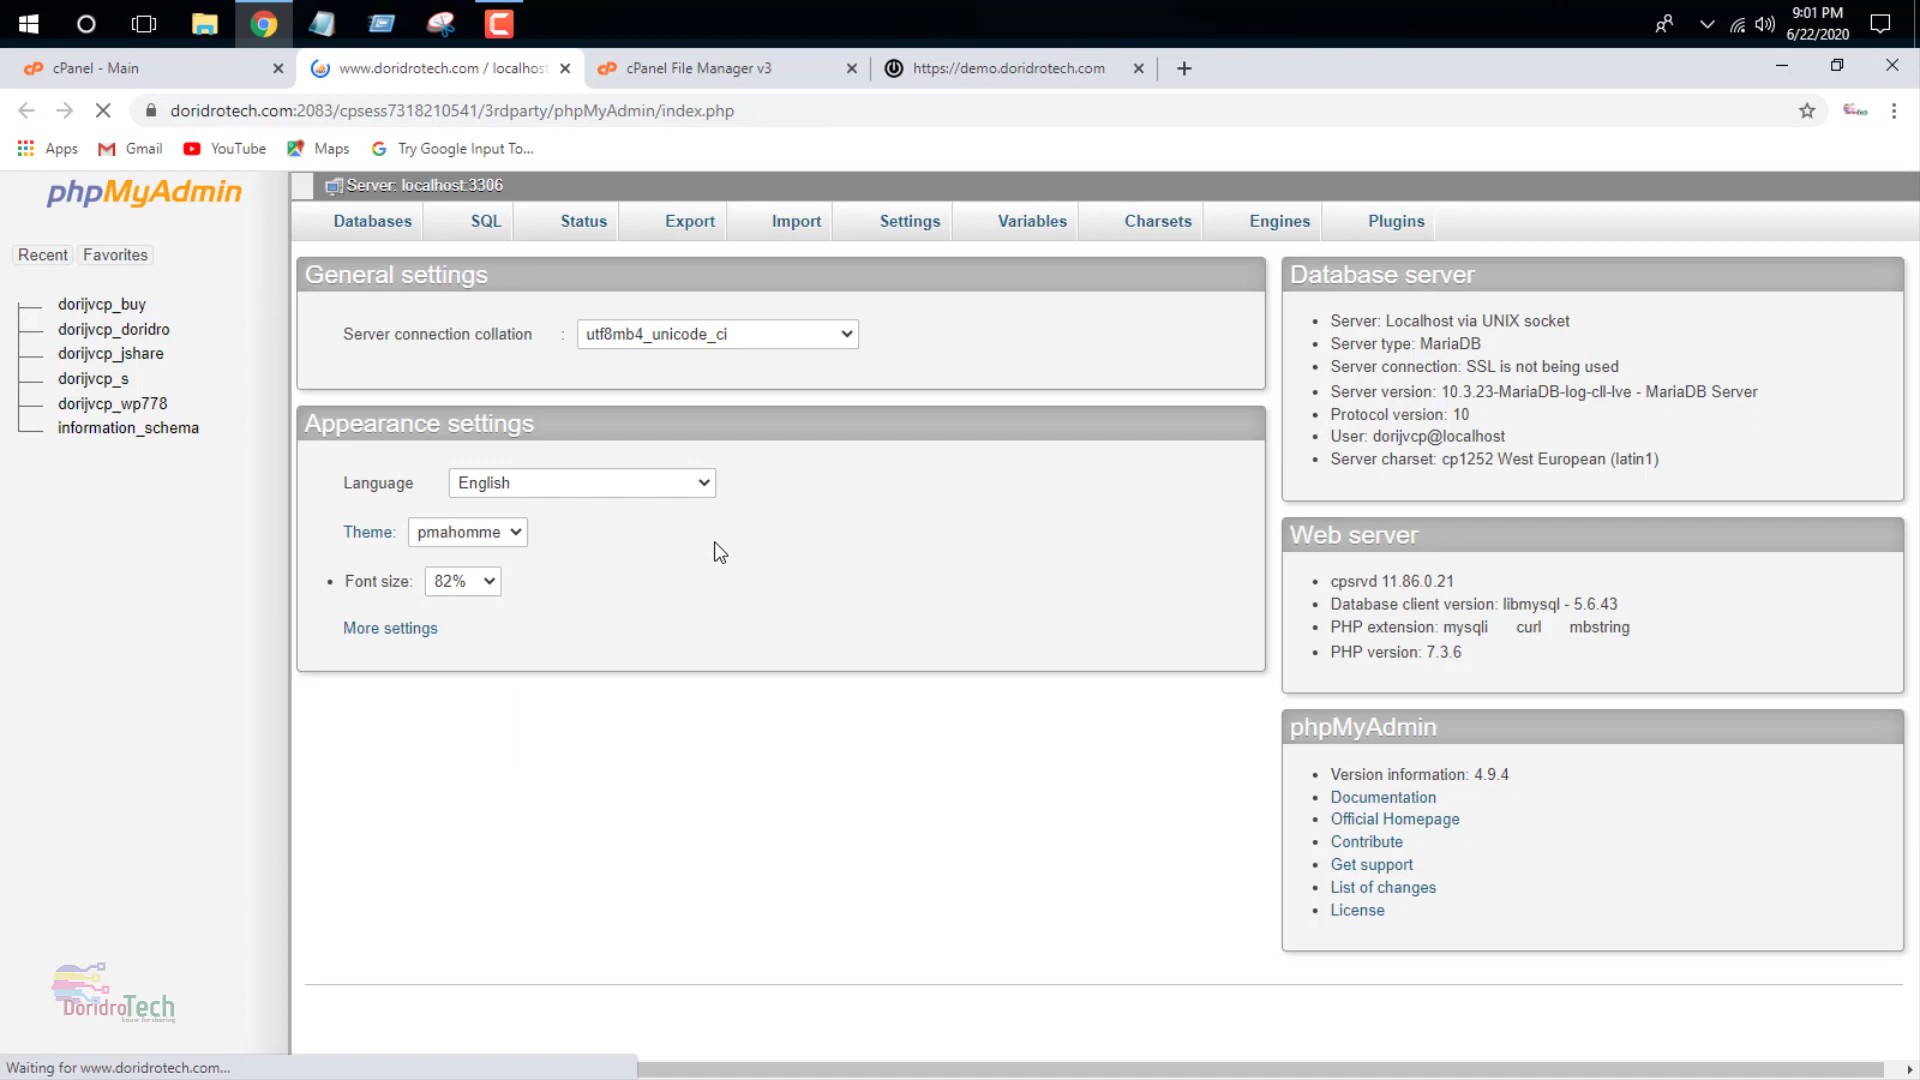 9:01 PM
6/22/2020
cPanel - Main
www.doridrotech.com / localhost
cPanel File Manager v3
https://demo.doridrotech.com
doridrotech.com:2083/cpsess7318210541/3rdparty/phpMyAdmin/index.php
Apps
Gmail
YouTube
Maps
Try Google Input To...
phpMyAdmin
Recent
Favorites
dorijvcp_buy
dorijvcp_doridro
dorijvcp_jshare
dorijvcp_s
dorijvcp_wp778
information_schema
Server: localhost:3306
Databases
SQL
Status
Export
Import
Settings
Variables
Charsets
Engines
Plugins
General settings
Server connection collation : utf8mb4_unicode_ci
Appearance settings
Language English
Theme: pmahomme
• Font size: 82%
More settings
Database server
• Server: Localhost via UNIX socket
• Server type: MariaDB
• Server connection: SSL is not being used
• Server version: 10.3.23-MariaDB-log-cll-lve - MariaDB Server
• Protocol version: 10
• User: dorijvcp@localhost
• Server charset: cp1252 West European (latin1)
Web server
• cpsrvd 11.86.0.21
• Database client version: libmysql - 5.6.43
• PHP extension: mysqli curl mbstring
• PHP version: 7.3.6
phpMyAdmin
• Version information: 4.9.4
• Documentation
• Official Homepage
• Contribute
• Get support
• List of changes
• License
DoridroTech
know for sharing
Waiting for www.doridrotech.com...